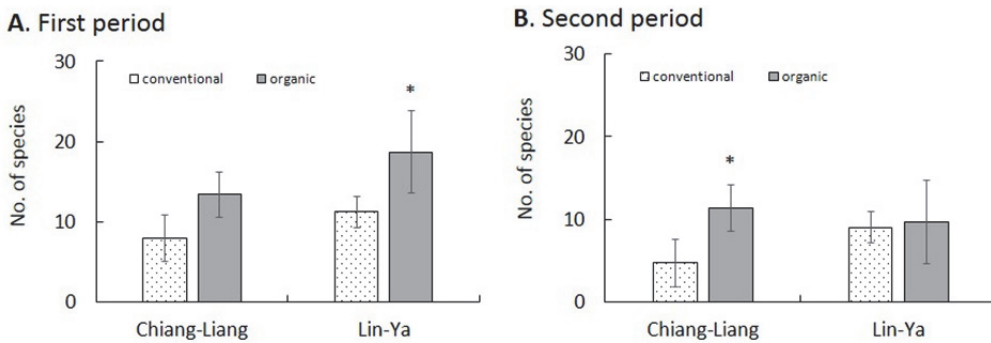 A. First period
No. of species
30
20
10
0
conventional
organic
*
Chiang-Liang
Lin-Ya
B. Second period
No. of species
30
20
10
0
conventional
organic
*
Chiang-Liang
Lin-Ya